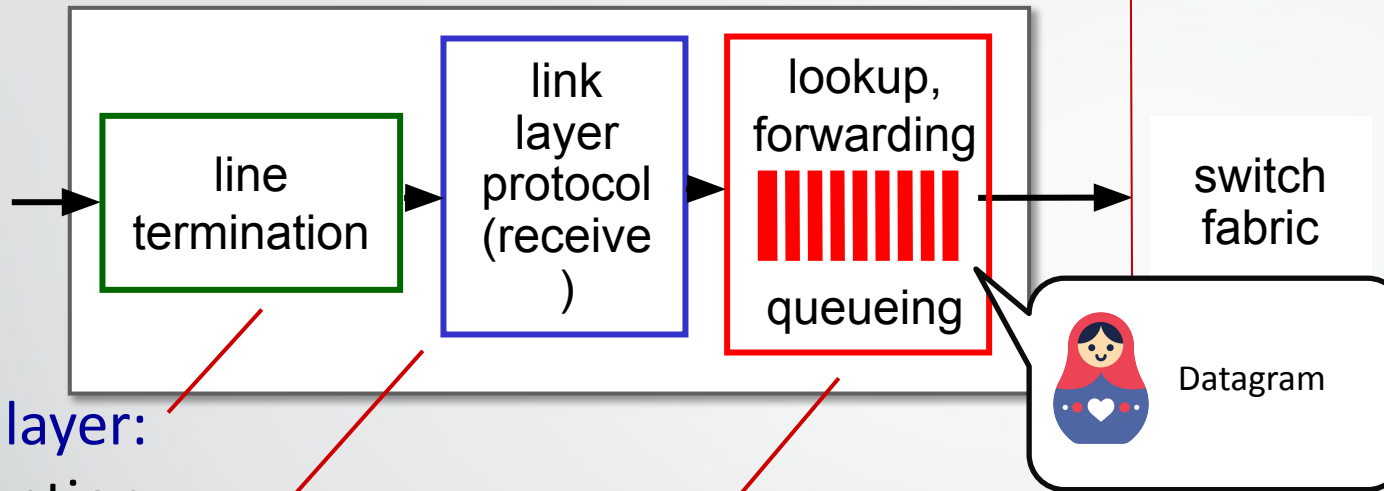 line
termination
link
layer
protocol
(receive
)
lookup,
forwarding
queueing
switch
fabric
Datagram
layer: